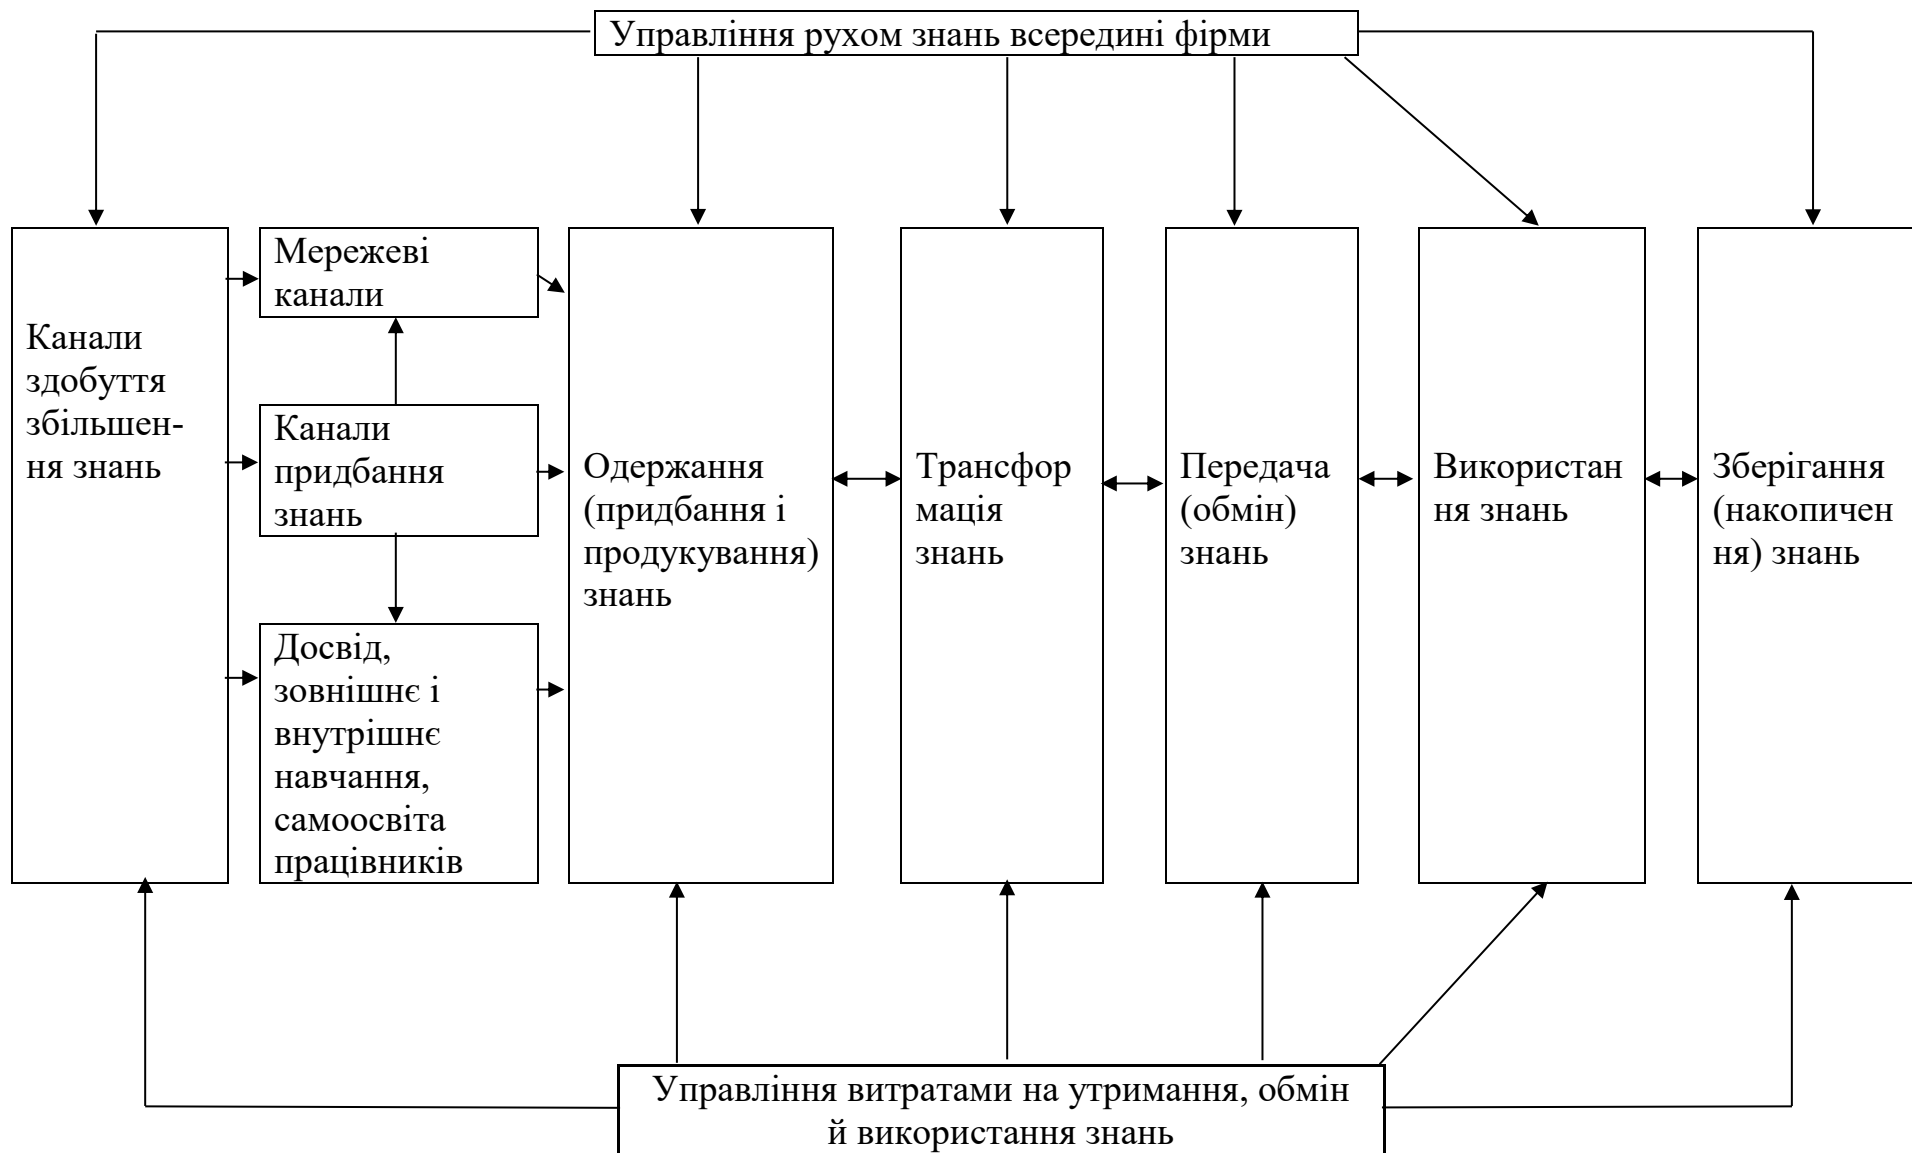 Управління рухом знань всередині фірми
Канали
здобуття
збільшен-
ня знань
Мережеві
канали
Канали
придбання
знань
Досвід,
зовнішнє і
внутрішнє
навчання,
самоосвіта
працівників
Одержання
(придбання і
продукування)
знань
Трансфор
мація
знань
Передача
(обмін)
знань
Використан
ня знань
Зберігання
(накопичен
ня) знань
Управління витратами на утримання, обмін
й використання знань